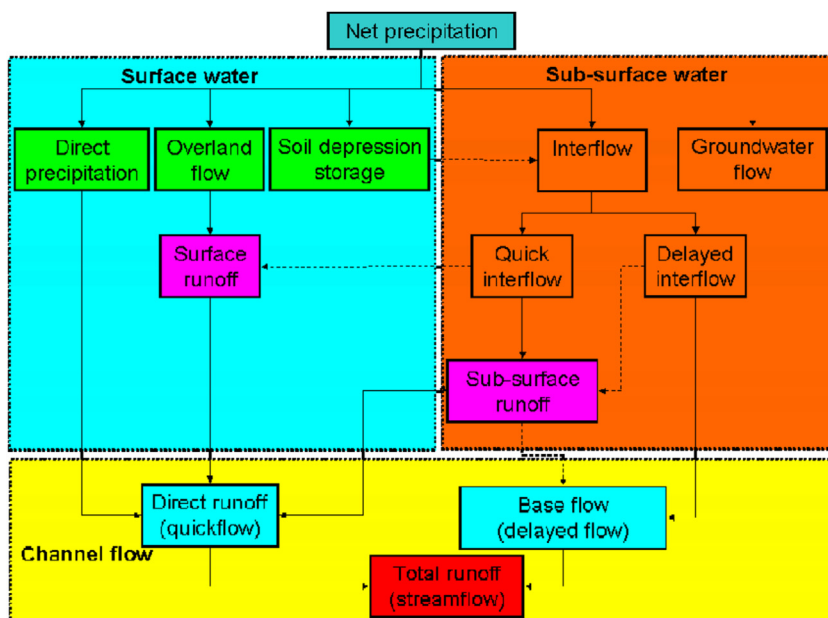 Net precipitation
Surface water
Sub-surface water
Direct
precipitation
Overland
flow
Soil depression
storage
Interflow
Groundwater
flow
Surface
runoff
Quick
interflow
Delayed
interflow
Sub-surface
runoff
Direct runoff
(quickflow)
Base flow
(delayed flow)
Channel flow
Total runoff
(streamflow)